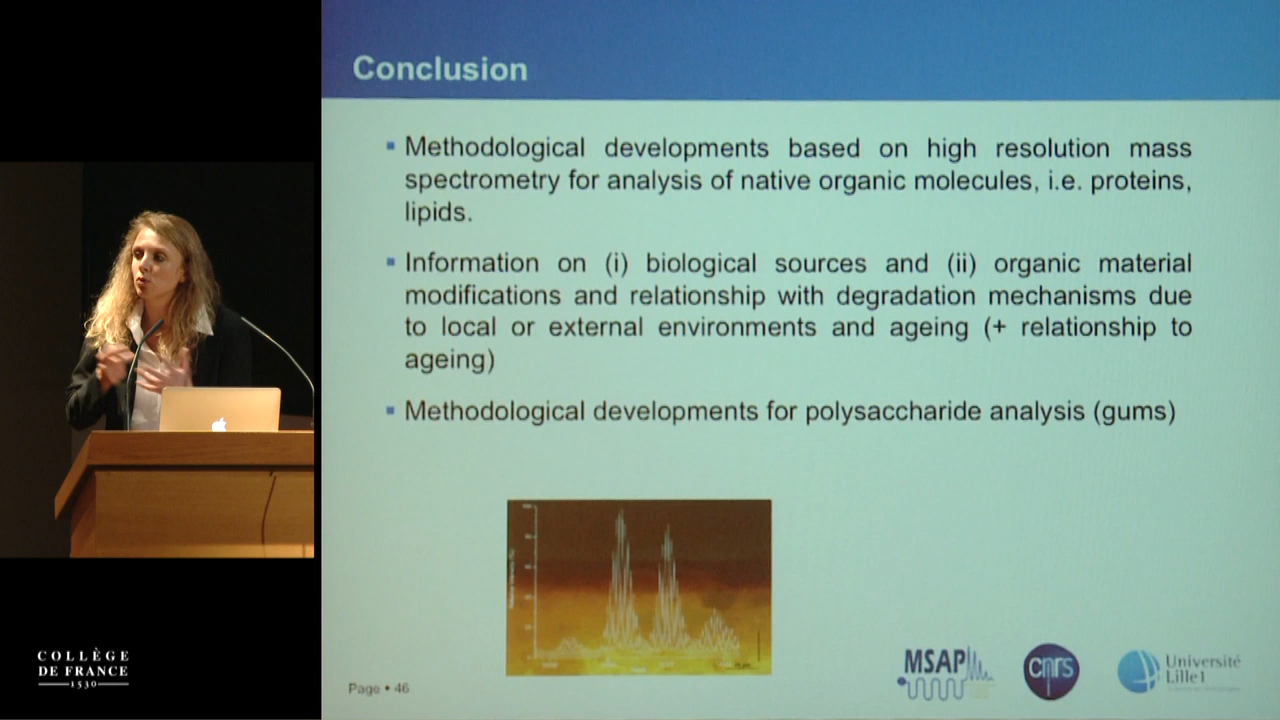 Conclusion
Methodological developments based on high resolution mass
spectrometry for analysis of native organic molecules, i.e. proteins,
lipids.
Information on (i) biological sources and (ii) organic material
modifications and relationship with degradation mechanisms due
to local or external environments and ageing (+ relationship to
ageing)
Methodological developments for polysaccharide analysis (gums)
COLLÈGE
DE FRANCE
1530
Page • 46
MSAP
cnrs
Université
Lille1